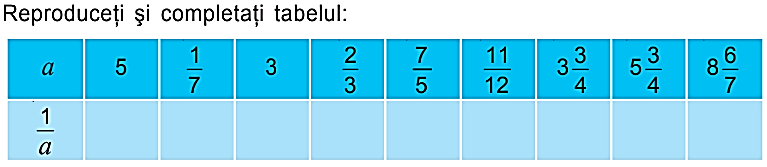 Reproduceţi şi completaţi tabelul:
a 5 1/7 3 2/3 7/5 11/12 3 3/4 5 3/4 8 6/7
1/a